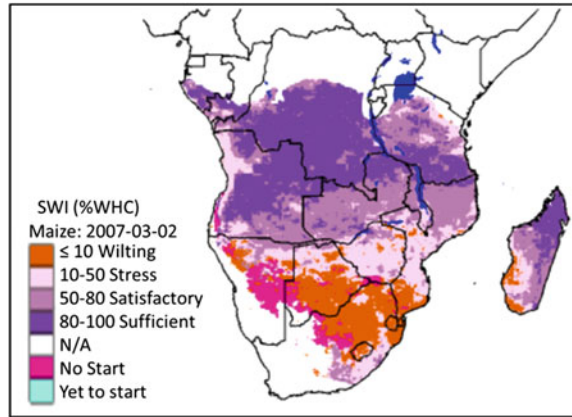 SWI (%WHC)
Maize: 2007-03-02
≤ 10 Wilting
10-50 Stress
50-80 Satisfactory
80-100 Sufficient
N/A
No Start
Yet to start